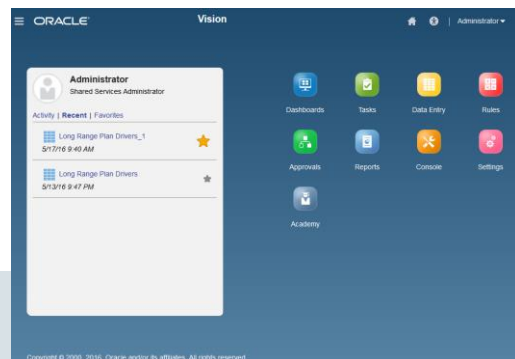 ORACLE Vision Administrator
Administrator
Shared Services Administrator
Activity | Recent | Favorites
Long Range Plan Drivers_1
5/17/16 9:40 AM
Long Range Plan Drivers
5/13/16 9:47 PM
Dashboards Tasks Data Entry Rules
Approvals Reports Console Settings
Academy
Copyright © 2000, 2016, Oracle and/or its affiliates. All rights reserved.